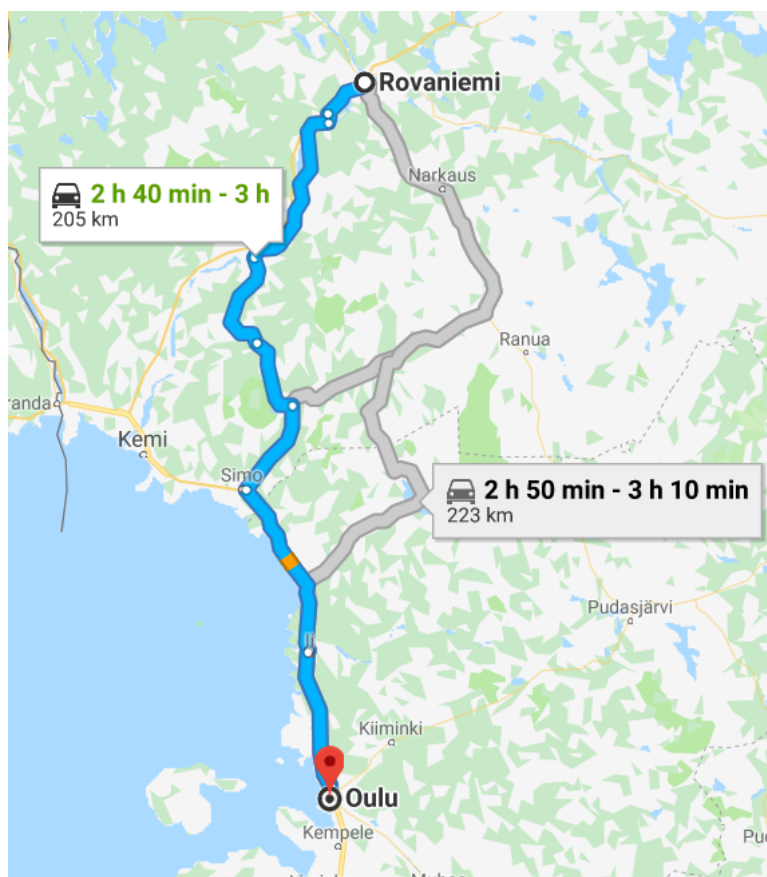 Rovaniemi
Narkaus
2 h 40 min - 3 h
205 km
Ranua
randa
Kemi
Simo
2 h 50 min - 3 h 10 min
223 km
Pudasjärvi
Ii
Kiiminki
Oulu
Kempele